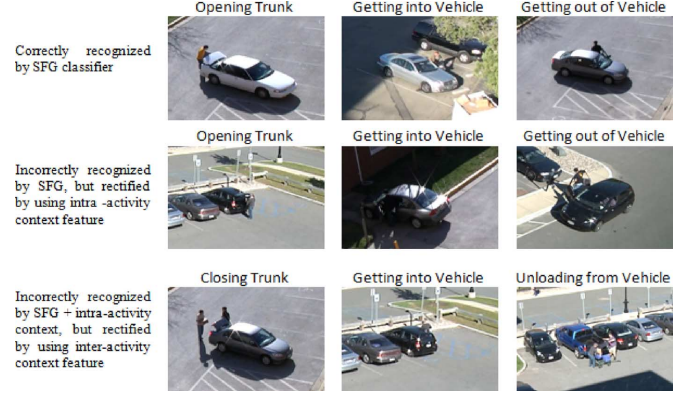 Opening Trunk Getting into Vehicle Getting out of Vehicle
Correctly recognized
by SFG classifier
Opening Trunk Getting into Vehicle Getting out of Vehicle
Incorrectly recognized
by SFG, but rectified
by using intra -activity
context feature
Closing Trunk Getting into Vehicle Unloading from Vehicle
Incorrectly recognized
by SFG + intra-activity
context, but rectified
by using inter-activity
context feature